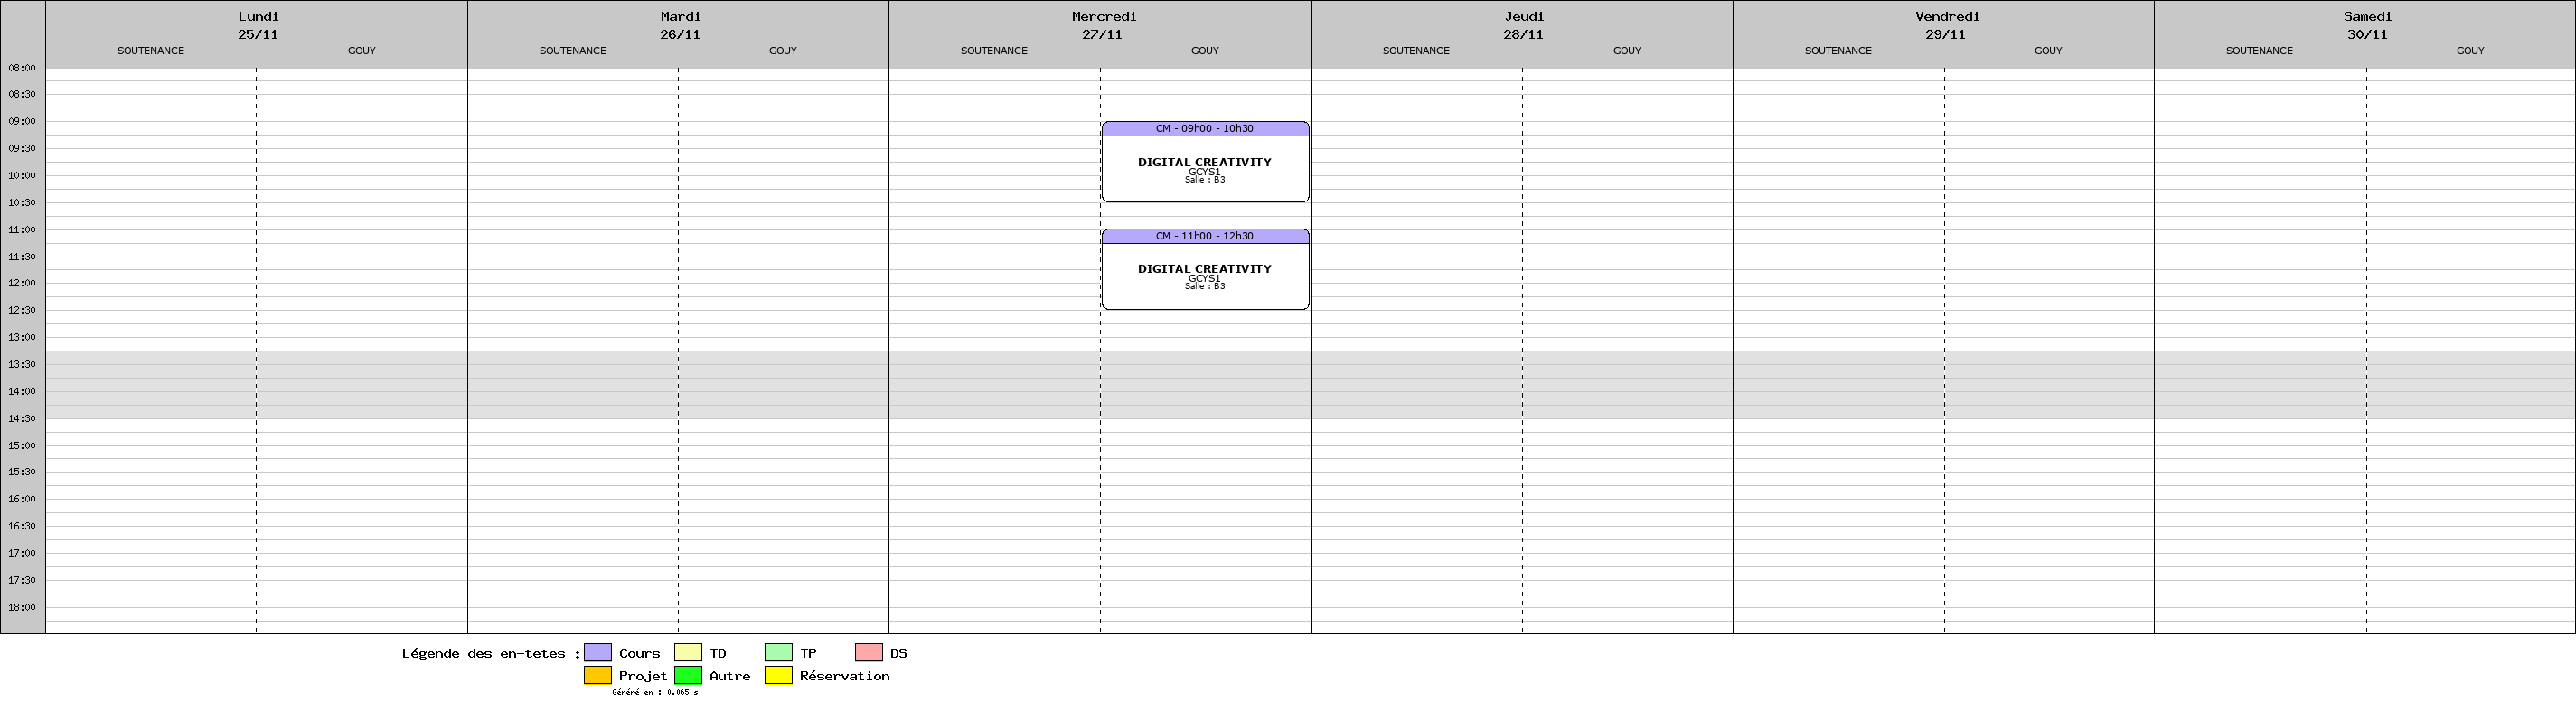 Lundi Mardi Mercredi Jeudi Vendredi Samedi
25/11 26/11 27/11 28/11 29/11 30/11
SOUTENANCE GOUY SOUTENANCE GOUY SOUTENANCE GOUY SOUTENANCE GOUY SOUTENANCE GOUY SOUTENANCE GOUY
08:00
08:30
09:00
CM - 09h00 - 10h30
09:30
DIGITAL CREATIVITY
GCYS1
10:00
Salle : B3
10:30
11:00
CM - 11h00 - 12h30
11:30
DIGITAL CREATIVITY
GCYS1
12:00
Salle : B3
12:30
13:00
13:30
14:00
14:30
15:00
15:30
16:00
16:30
17:00
17:30
18:00
Légende des en-tetes : Cours TD TP DS
Projet Autre Réservation
Généré en : 0.065 s